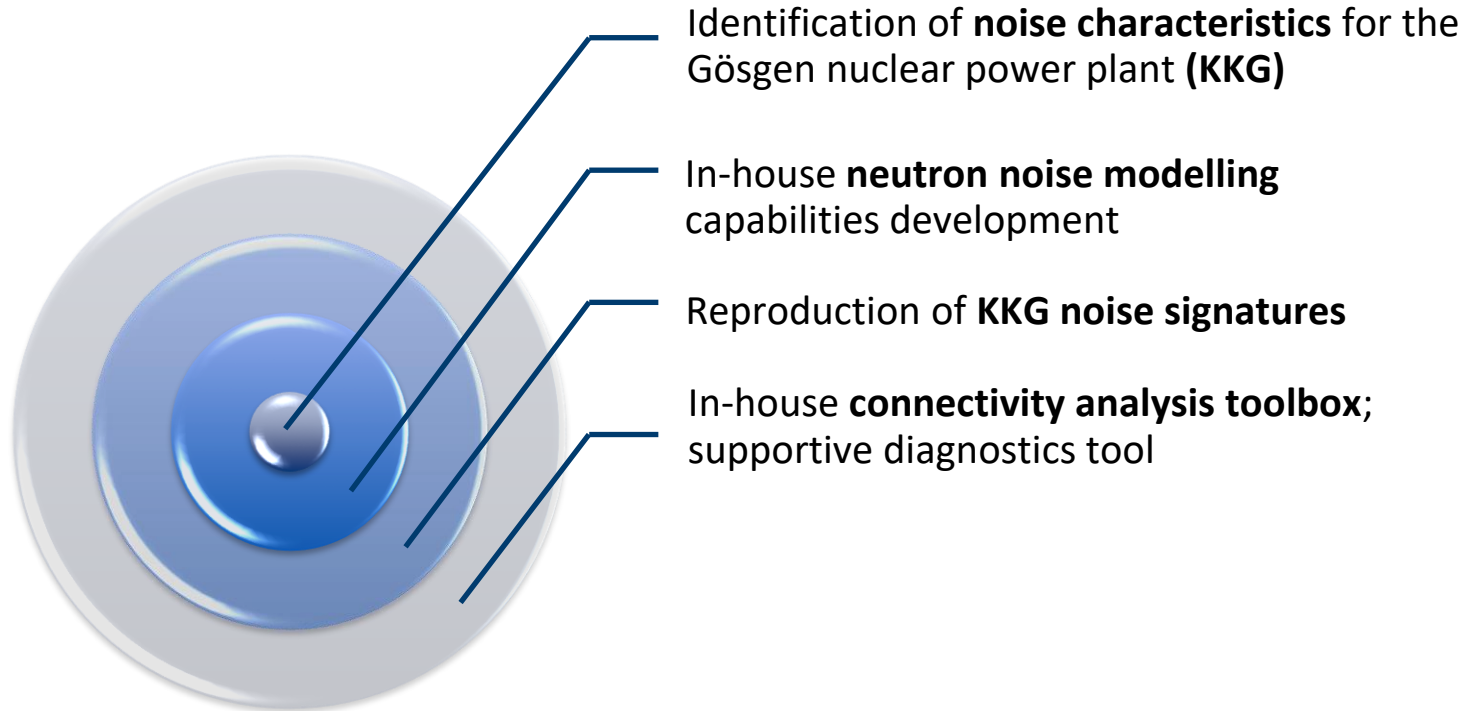 Identification of noise characteristics for the
Gösgen nuclear power plant (KKG)
In-house neutron noise modelling
capabilities development
Reproduction of KKG noise signatures
In-house connectivity analysis toolbox;
supportive diagnostics tool